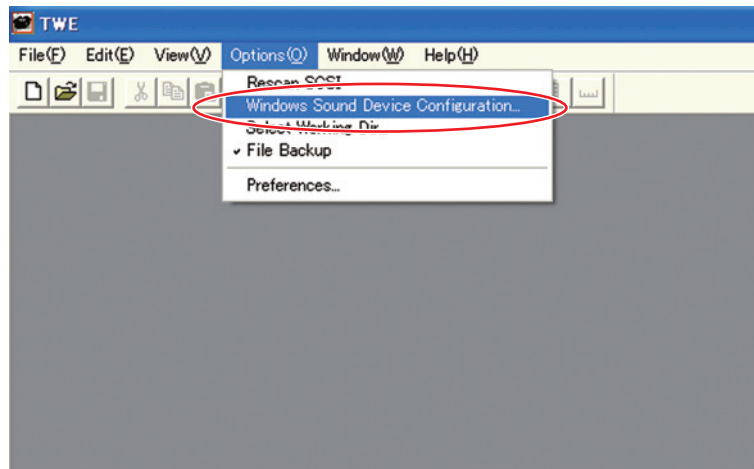 TWE
File(F) Edit(E) View(V) Options(O) Window(W) Help(H)
Rescan SCSI
Windows Sound Device Configuration...
Select Working Dir...
File Backup
Preferences...